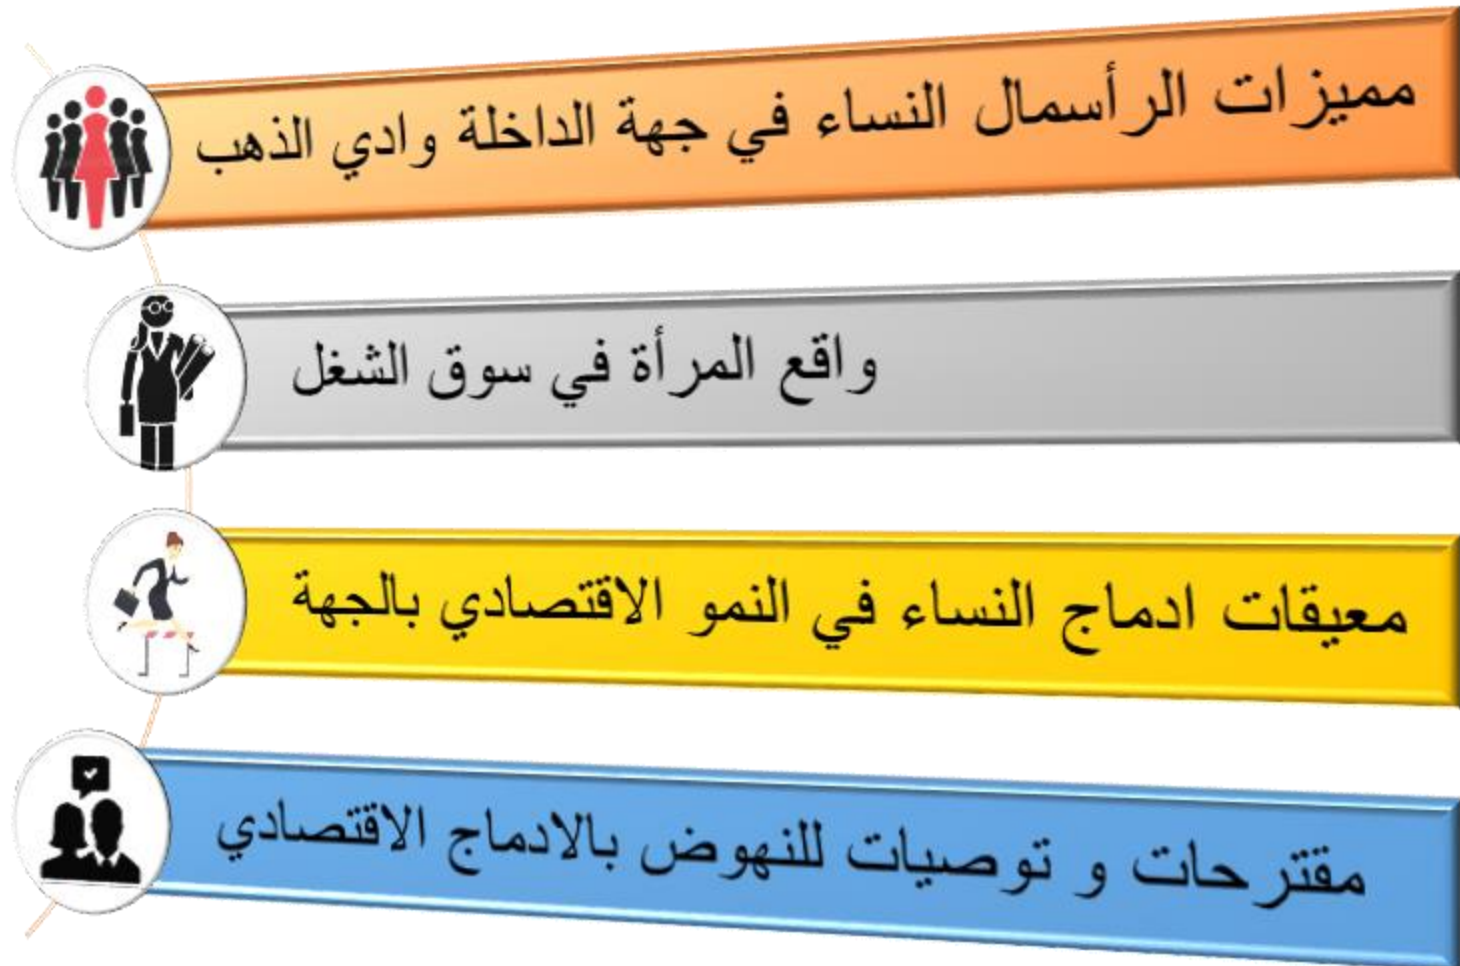 مميزات الرأسمال النساء في جهة الداخلة وادي الذهب
واقع المرأة في سوق الشغل
معيقات ادماج النساء في النمو الاقتصادي بالجهة
مقترحات و توصيات للنهوض بالادماج الاقتصادي